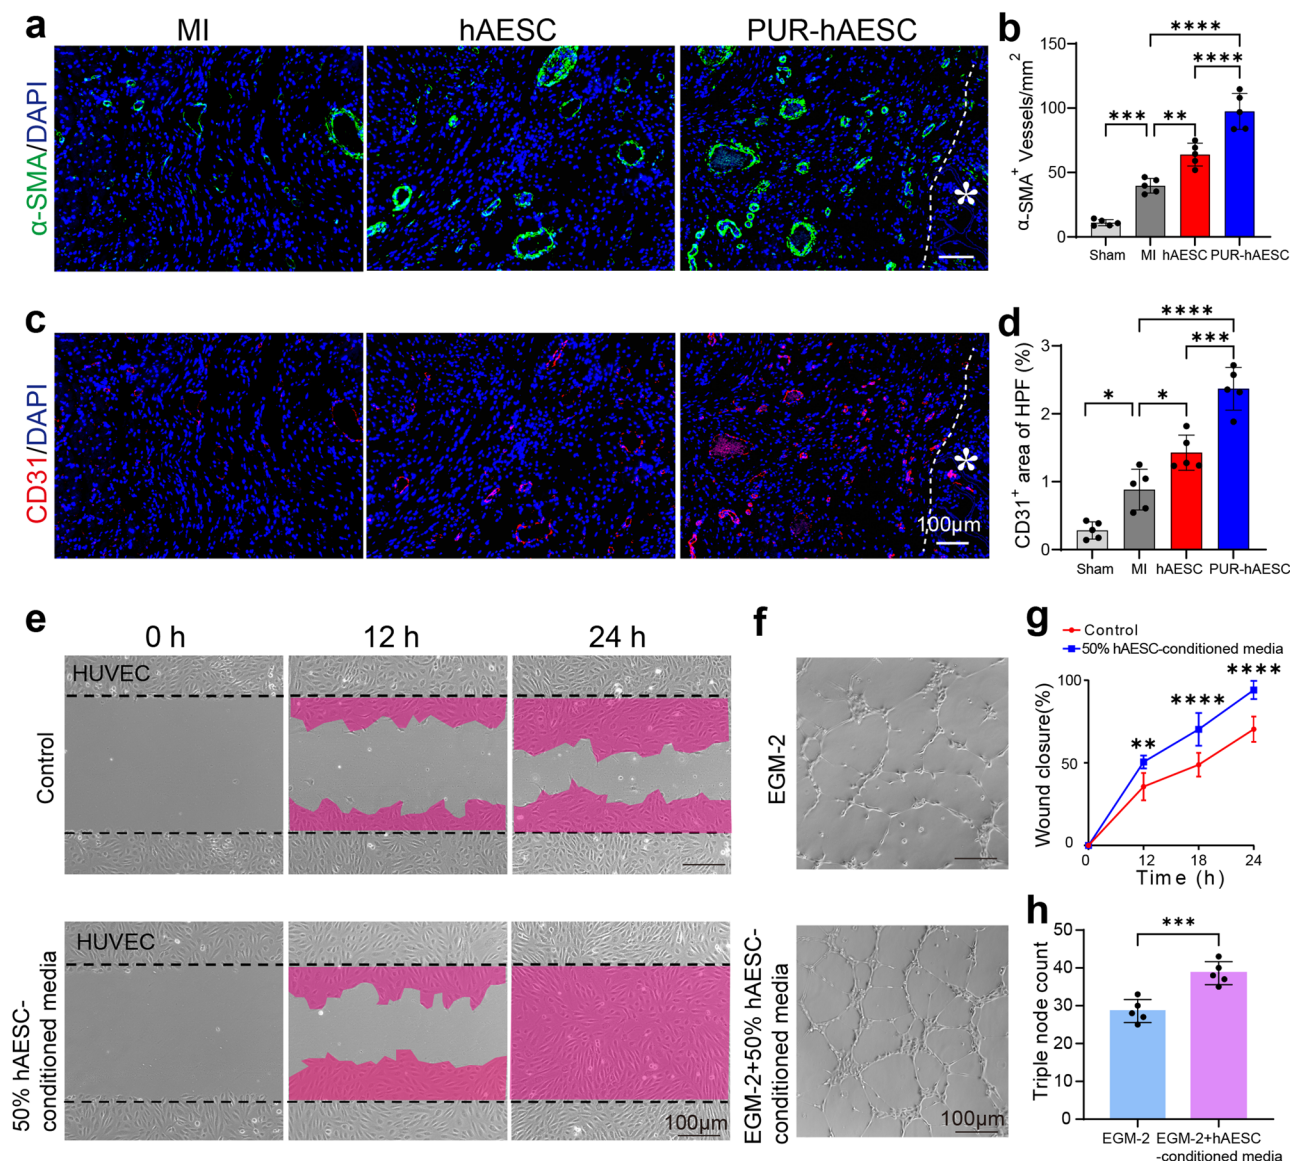 a
MI
hAESC
PUR-hAESC
α-SMA/DAPI
*
b
α-SMA+ Vessels/mm2
150
100
50
0
****
****
***
**
Sham
MI
hAESC
PUR-hAESC
c
CD31/DAPI
*
100μm
d
CD31+ area of HPF (%)
3
2
1
0
****
***
*
*
Sham
MI
hAESC
PUR-hAESC
e
0 h
12 h
24 h
Control
HUVEC
50% hAESC-
conditioned media
HUVEC
100μm
f
EGM-2
EGM-2+50% hAESC-
conditioned media
100μm
g
Control
50% hAESC-conditioned media
Wound closure(%)
100
50
0
**
****
****
0
12
18
24
Time (h)
h
Triple node count
50
40
30
20
10
0
***
EGM-2
EGM-2+hAESC
-conditioned media